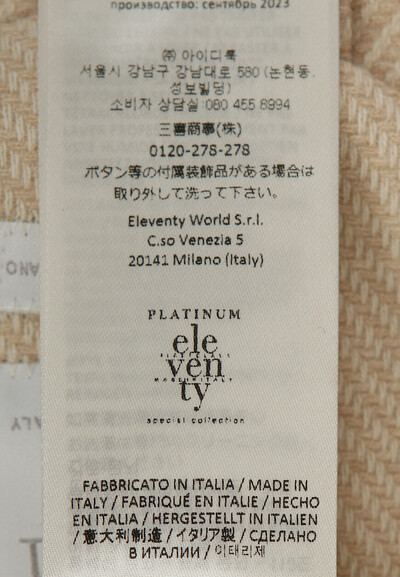 производство: сентябрь 2023
㈜ 아이디룩
서울시 강남구 강남대로 580 (논현동,
성보빌딩)
소비자 상담실:080 455 8994
三喜商事(株)
0120-278-278
ボタン等の付属装飾品がある場合は
取り外して洗って下さい。
Eleventy World S.r.l.
C.so Venezia 5
20141 Milano (Italy)
PLATINUM
ele
ven
MADE IN ITALY
ty
special collection
FABBRICATO IN ITALIA / MADE IN
ITALY / FABRIQUÉ EN ITALIE / HECHO
EN ITALIA / HERGESTELLT IN ITALIEN
/ 意大利制造 / イタリア製 / СДЕЛАНО
В ИТАЛИИ / 이태리제